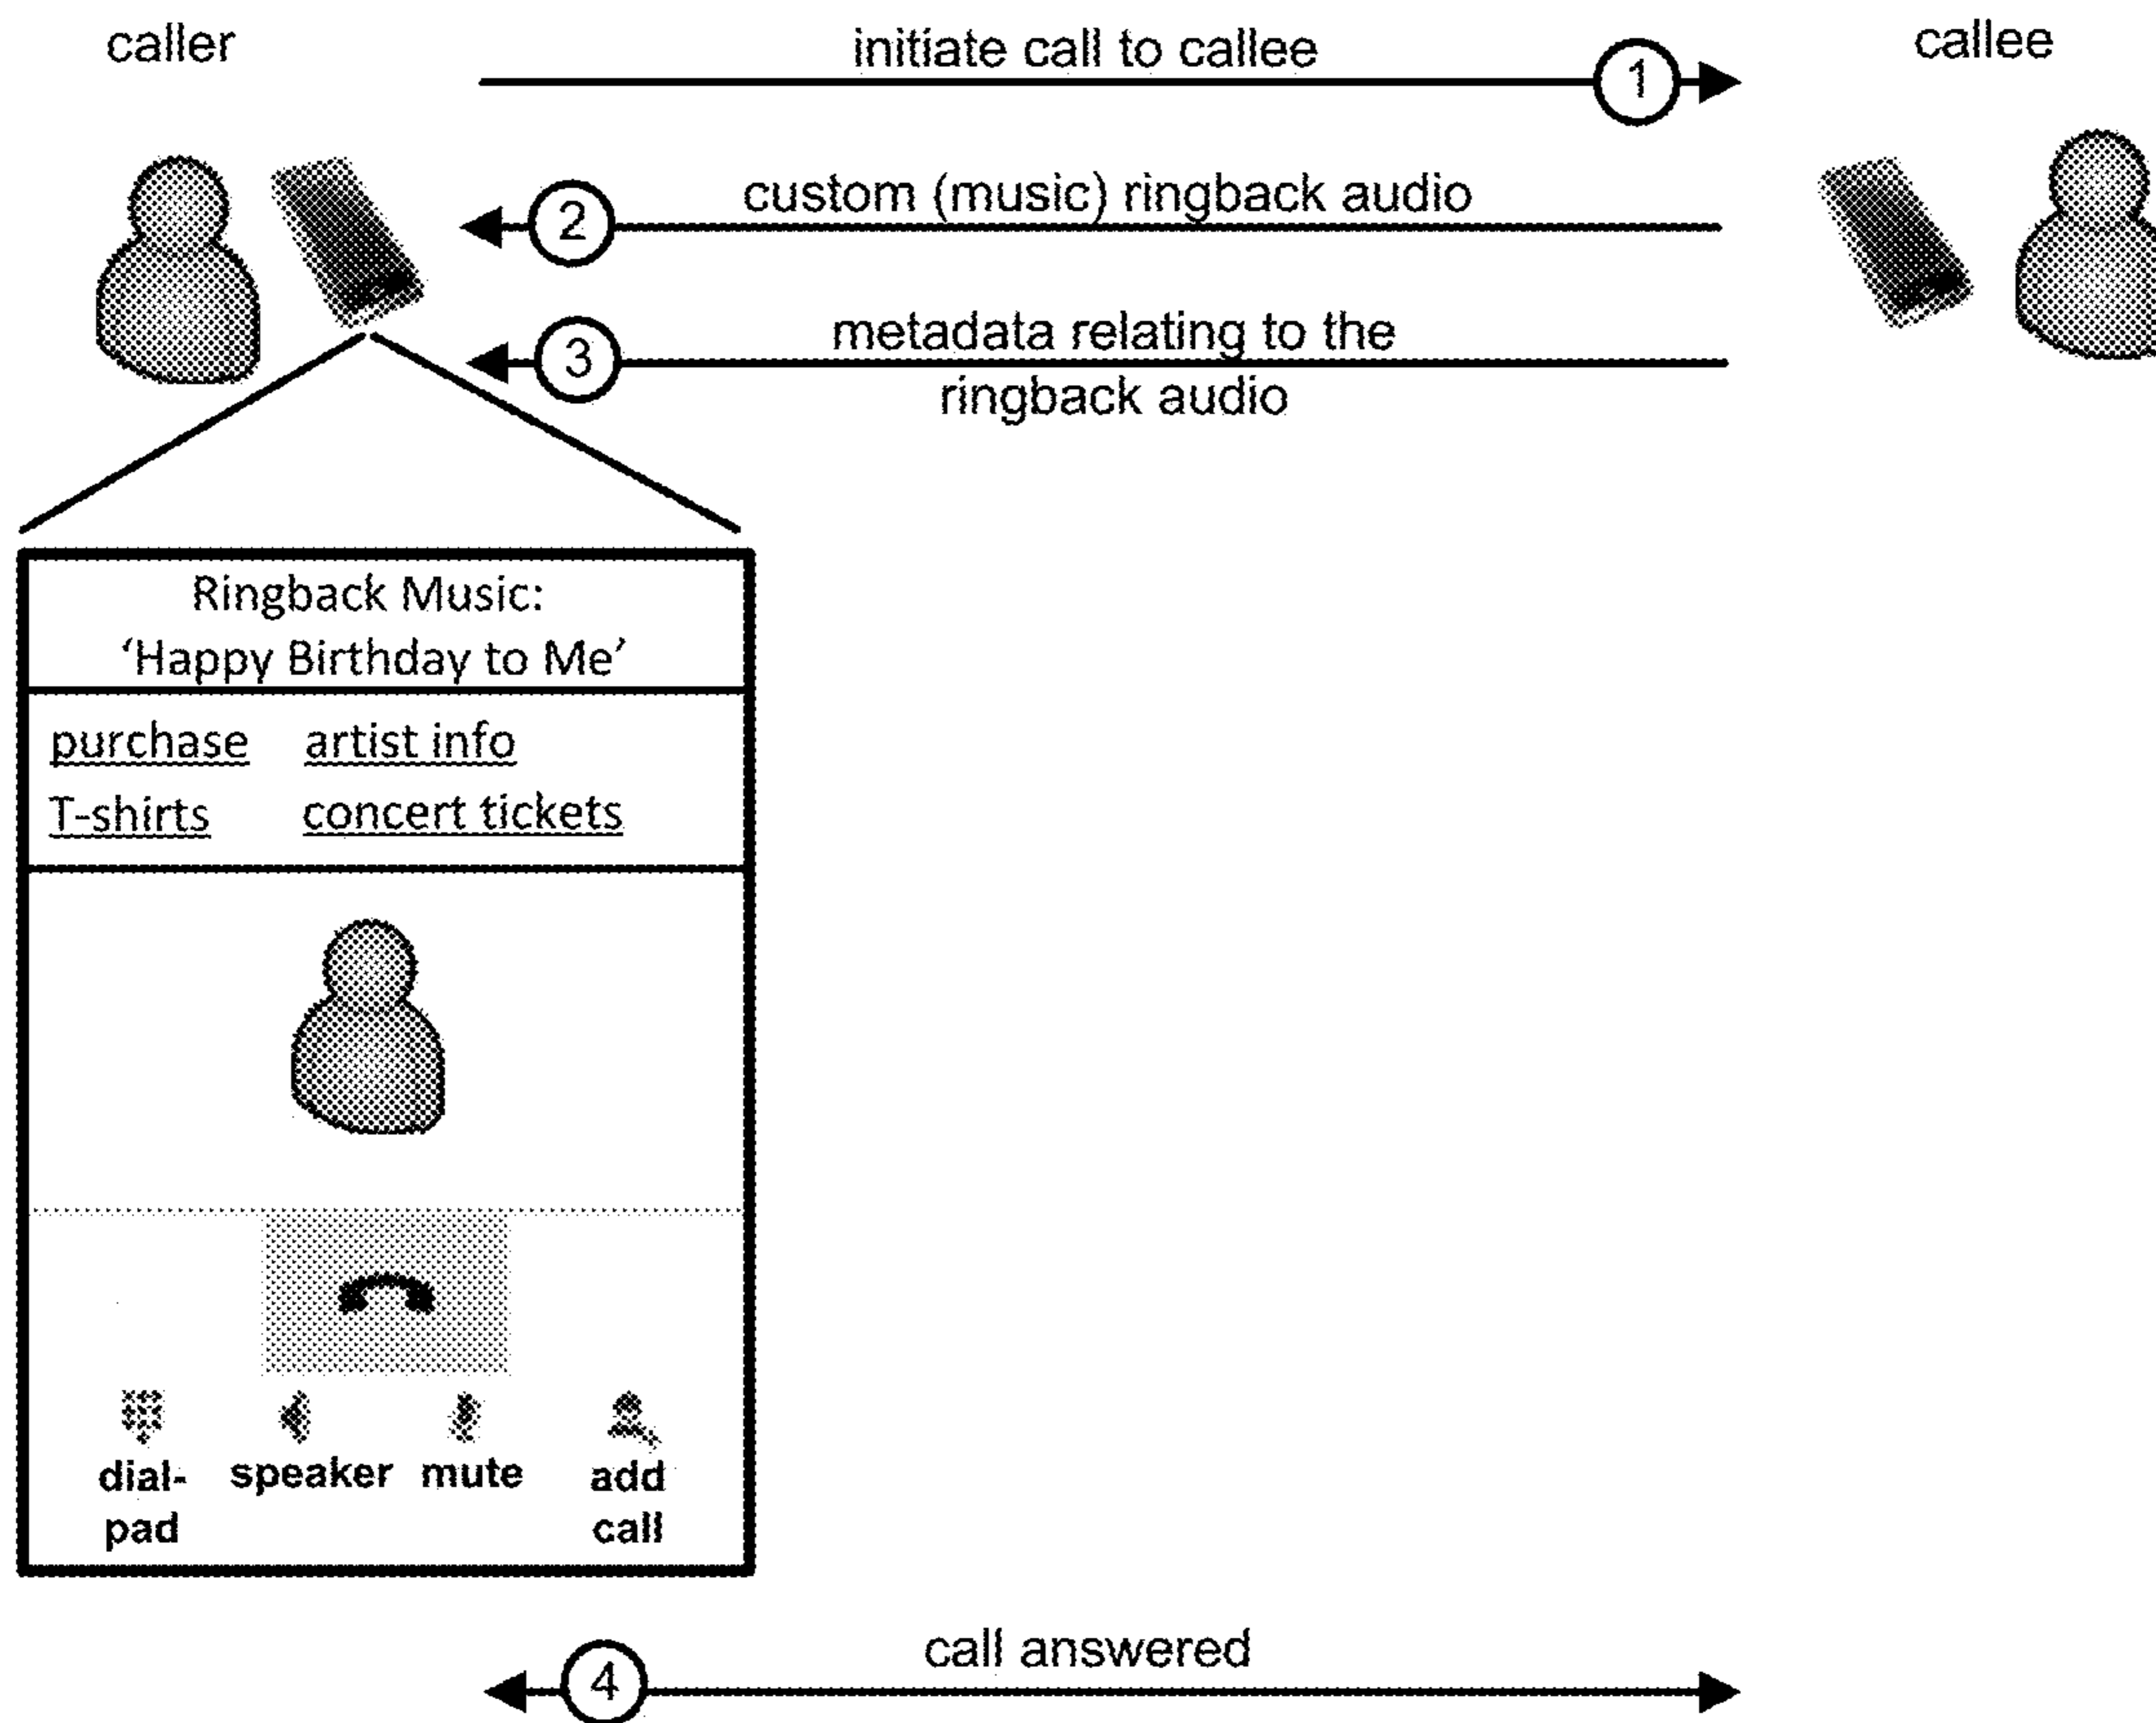 caller
initiate call to callee
1
callee
custom (music) ringback audio
2
metadata relating to the
3
ringback audio
Ringback Music:
‘Happy Birthday to Me’
purchase artist info
T-shirts concert tickets
dial- speaker mute add
pad call
call answered
4